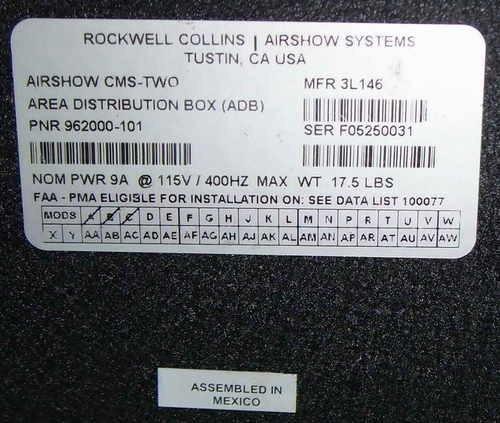 ROCKWELL COLLINS | AIRSHOW SYSTEMS
TUSTIN, CA USA
AIRSHOW CMS-TWO MFR 3L146
AREA DISTRIBUTION BOX (ADB)
PNR 962000-101 SER F05250031
NOM PWR 9A @ 115V / 400HZ MAX WT 17.5 LBS
FAA - PMA ELIGIBLE FOR INSTALLATION ON: SEE DATA LIST 100077
MODS A B C D E F G H J K L M N P R T U V W
X Y AA AB AC AD AE AF AG AH AJ AK AL AM AN AP AR AT AU AV AW
ASSEMBLED IN
MEXICO